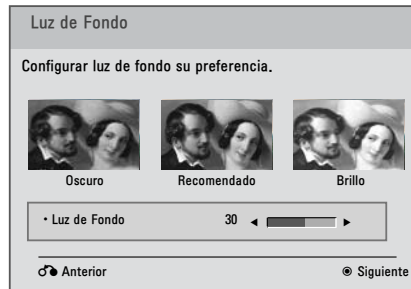 Luz de Fondo
Configurar luz de fondo su preferencia.
Oscuro Recomendado Brillo
• Luz de Fondo 30
Anterior Siguiente